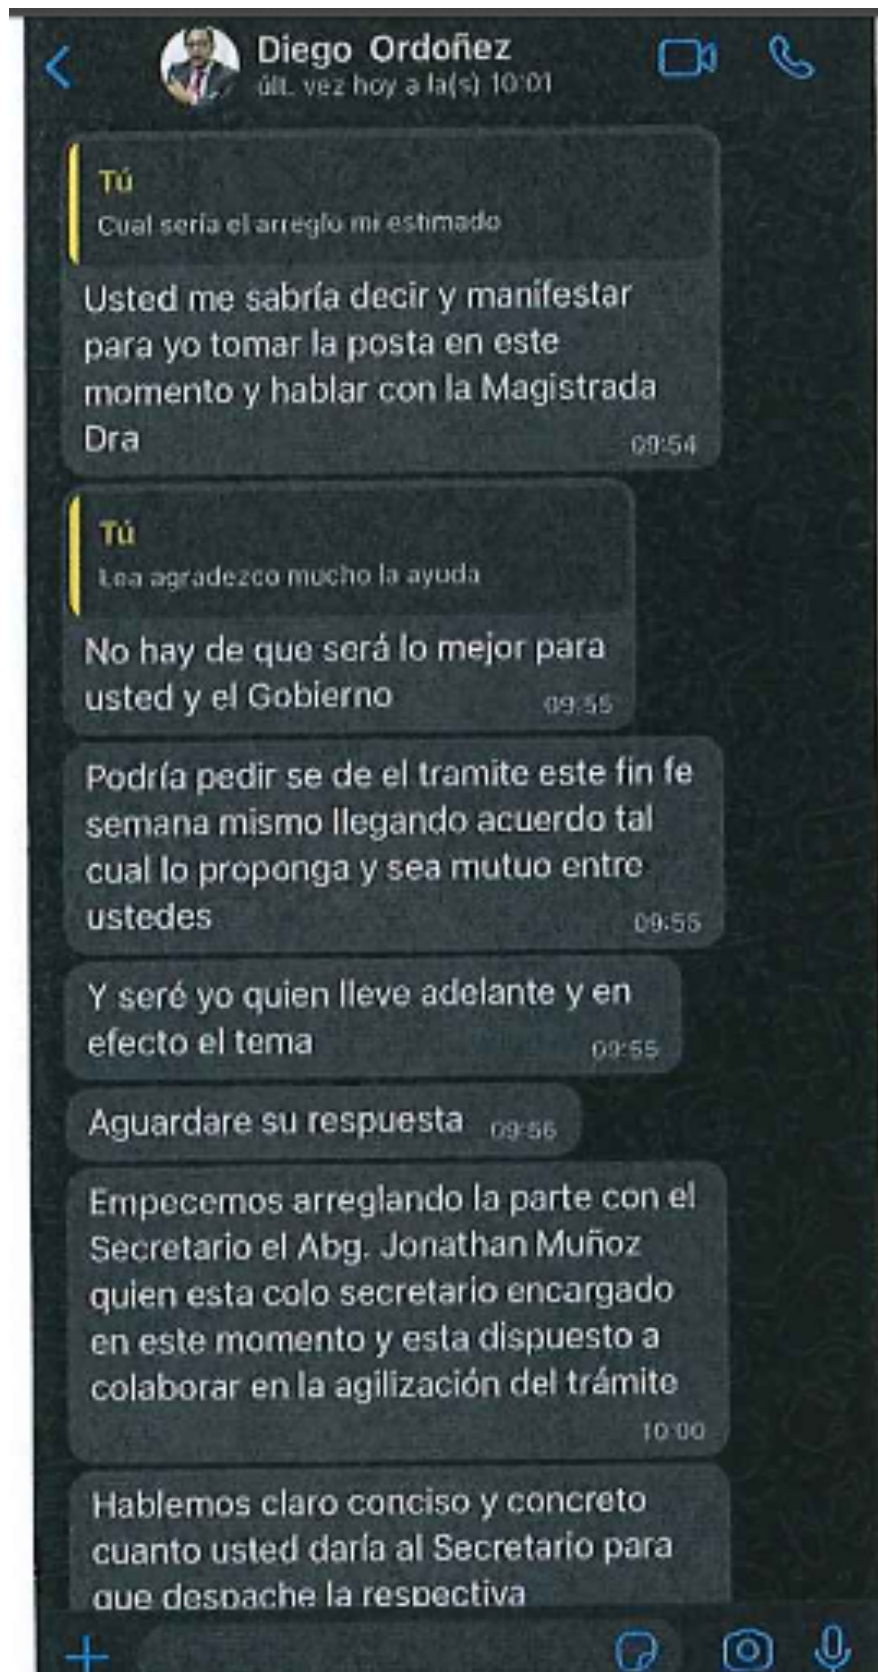 Diego Ordoñez
últ. vez hoy a la(s) 10:01
Tú
Cual sería el arreglo mi estimado
Usted me sabría decir y manifestar
para yo tomar la posta en este
momento y hablar con la Magistrada
Dra
09:54
Tú
Lea agradezco mucho la ayuda
No hay de que será lo mejor para
usted y el Gobierno
09:55
Podría pedir se de el tramite este fin fe
semana mismo llegando acuerdo tal
cual lo proponga y sea mutuo entre
ustedes
09:55
Y seré yo quien lleve adelante y en
efecto el tema
09:55
Aguardare su respuesta
09:56
Empecemos arreglando la parte con el
Secretario el Abg. Jonathan Muñoz
quien esta colo secretario encargado
en este momento y esta dispuesto a
colaborar en la agilización del trámite
10:00
Hablemos claro conciso y concreto
cuanto usted daría al Secretario para
que despache la respectiva